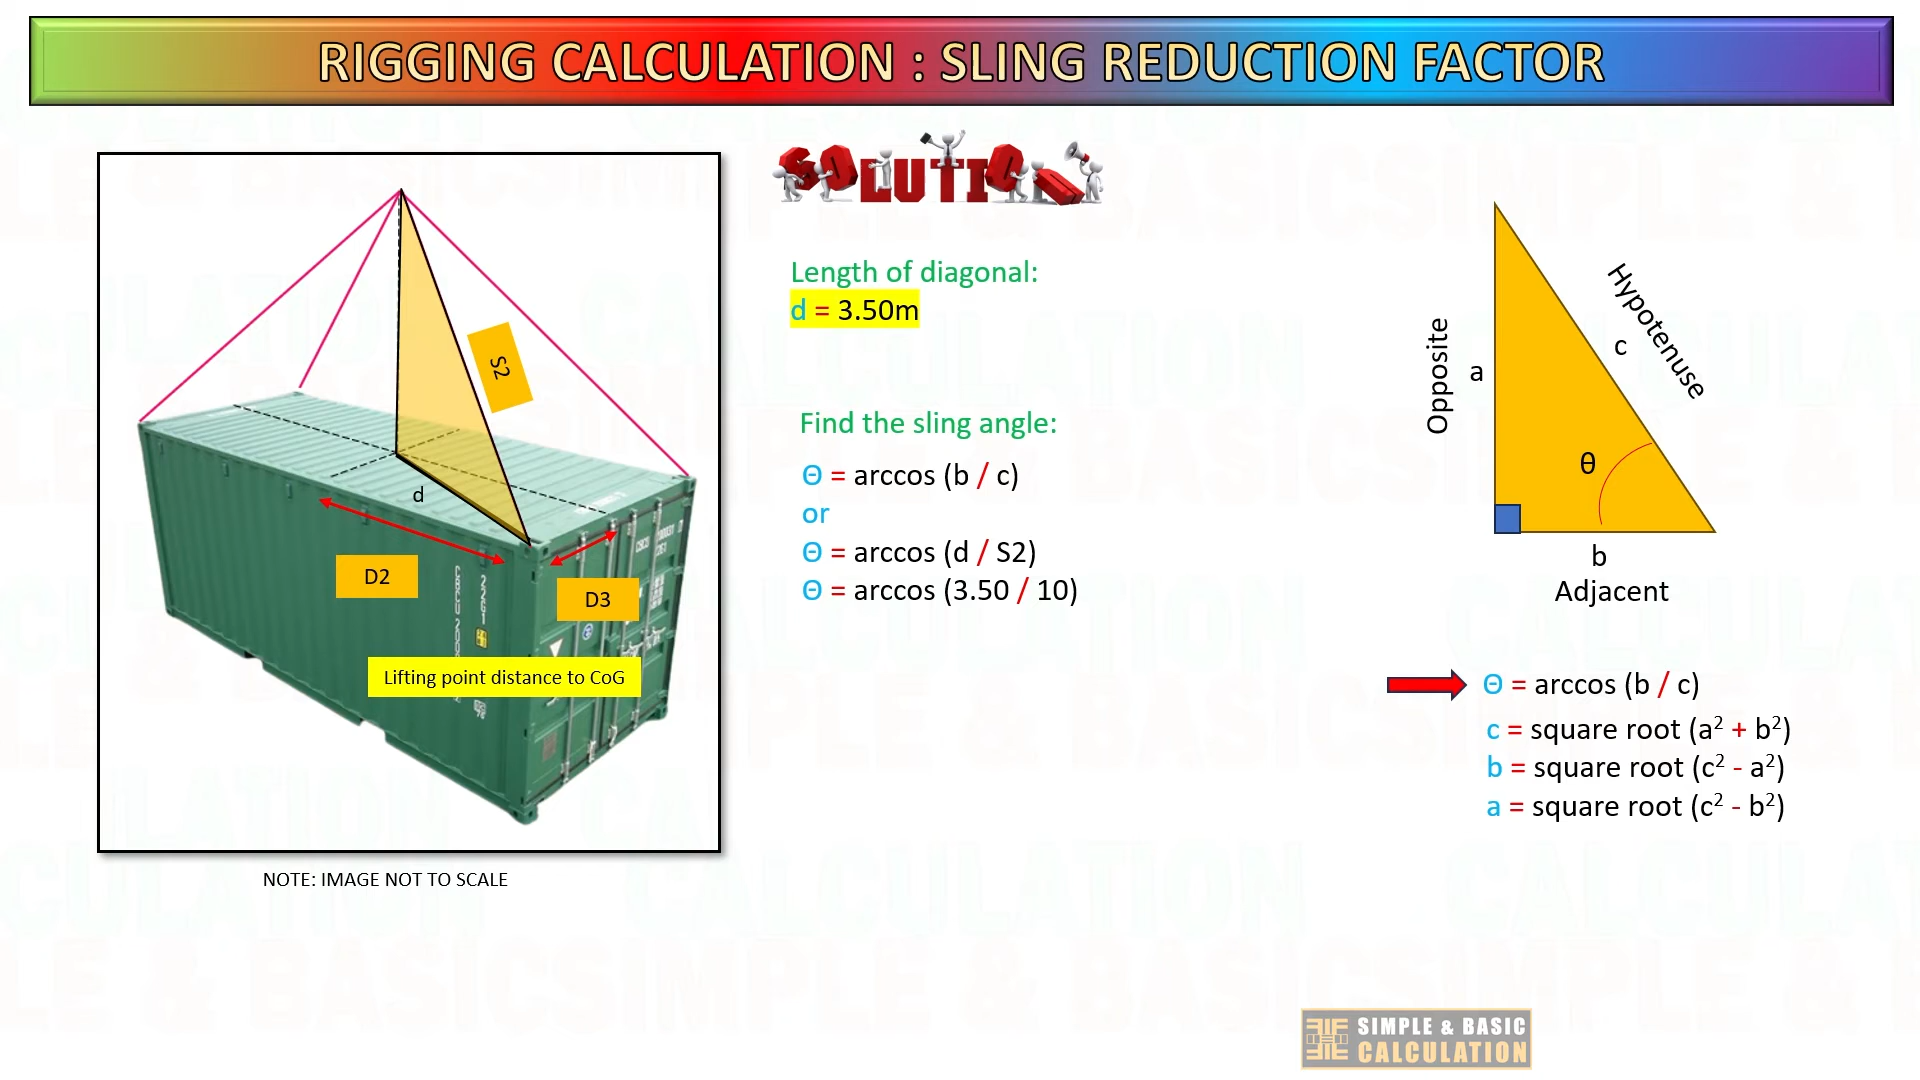 RIGGING CALCULATION : SLING REDUCTION FACTOR
SOLUTION
Length of diagonal:
d = 3.50m
Find the sling angle:
Θ = arccos (b / c)
or
Θ = arccos (d / S2)
Θ = arccos (3.50 / 10)
S2
d
D2
D3
Lifting point distance to CoG
NOTE: IMAGE NOT TO SCALE
Opposite
a
Hypotenuse
c
θ
b
Adjacent
Θ = arccos (b / c)
c = square root (a² + b²)
b = square root (c² - a²)
a = square root (c² - b²)
SIMPLE & BASIC
CALCULATION